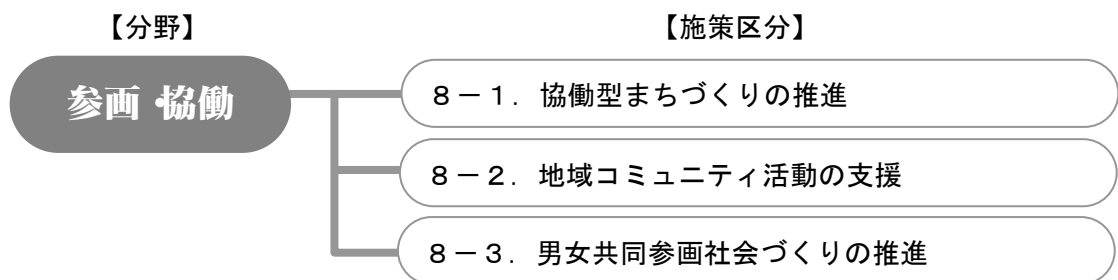 【分野】
【施策区分】
参画・協働
8－1．協働型まちづくりの推進
8－2．地域コミュニティ活動の支援
8－3．男女共同参画社会づくりの推進